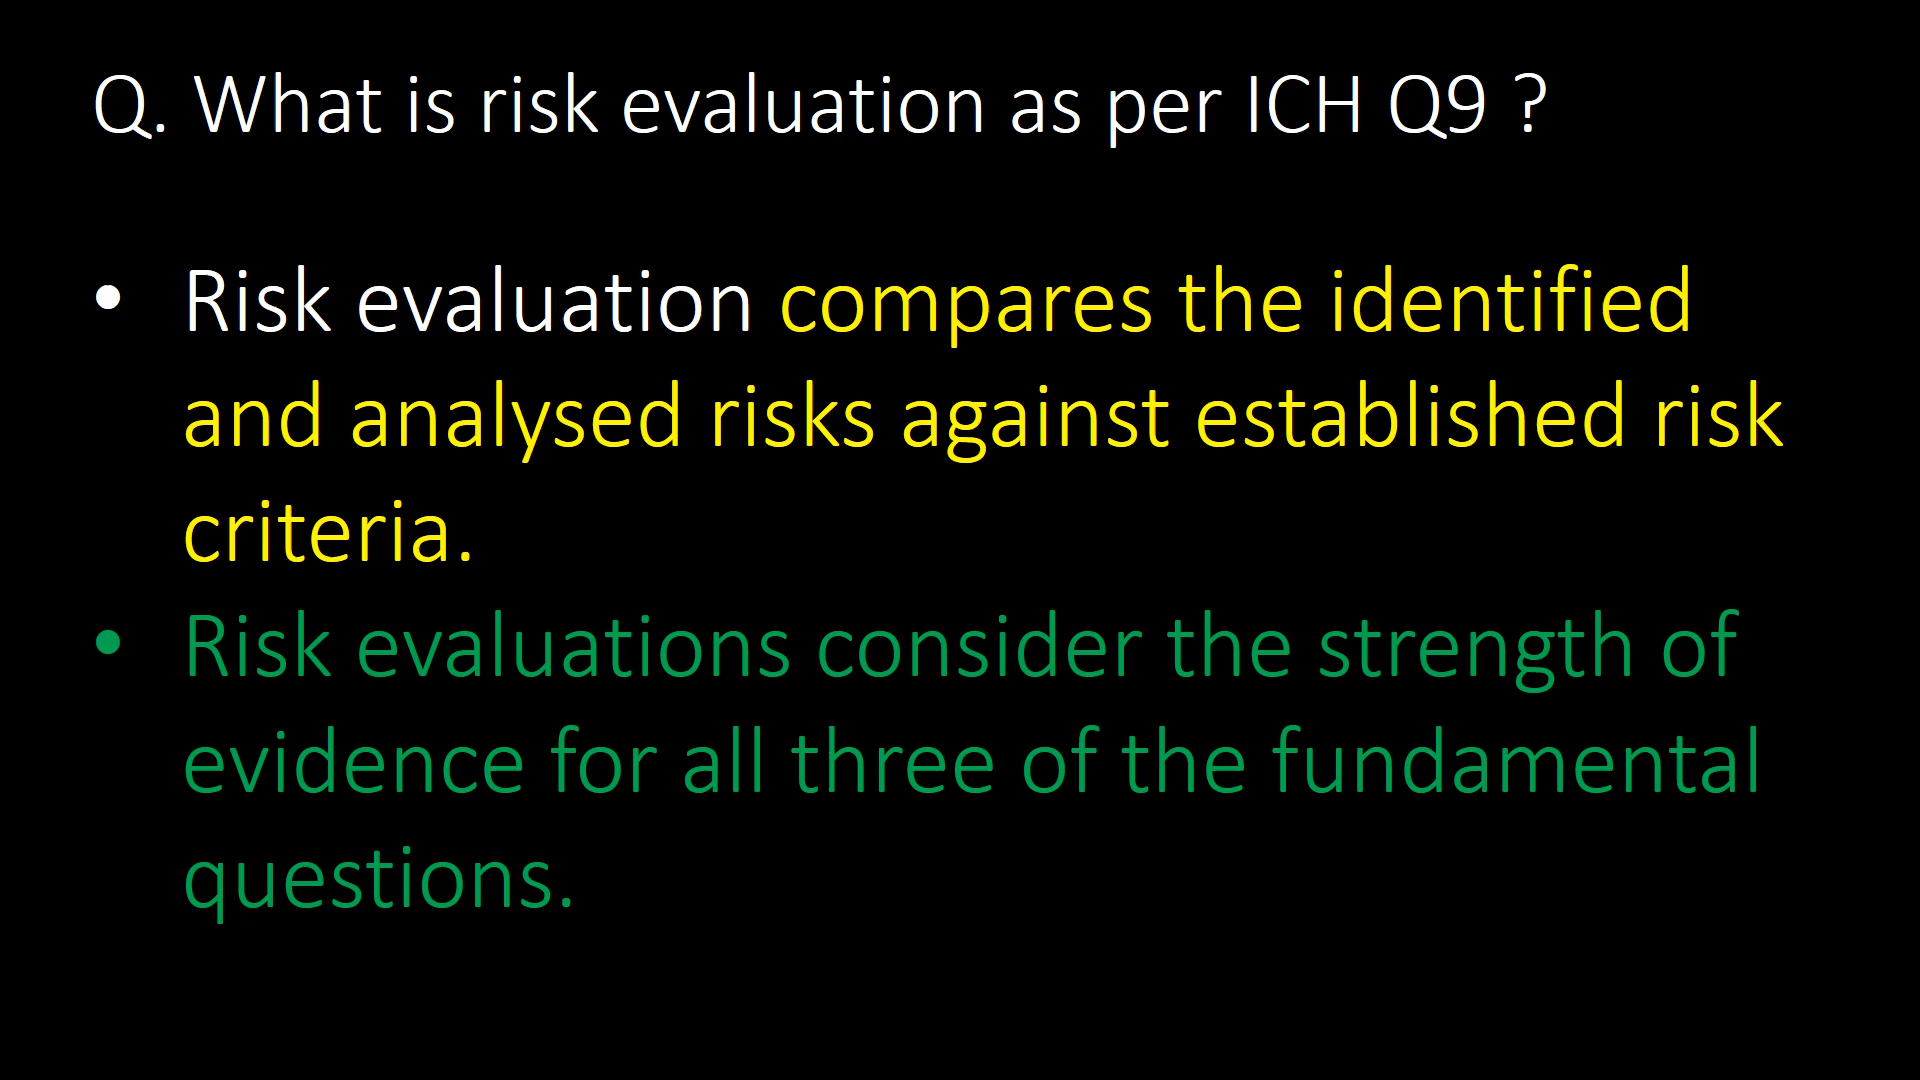 Q. What is risk evaluation as per ICH Q9 ?
• Risk evaluation compares the identified
and analysed risks against established risk
criteria.
• Risk evaluations consider the strength of
evidence for all three of the fundamental
questions.